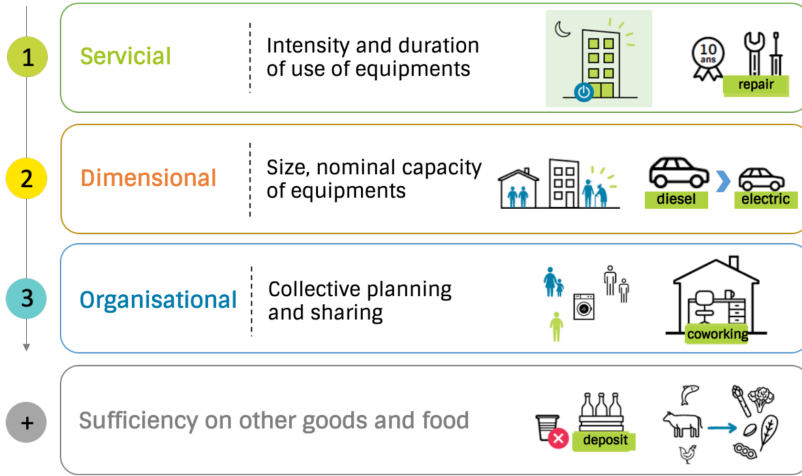 1
Servicial
Intensity and duration
of use of equipments
10
ans
repair
2
Dimensional
Size, nominal capacity
of equipments
diesel
electric
3
Organisational
Collective planning
and sharing
coworking
+
Sufficiency on other goods and food
deposit